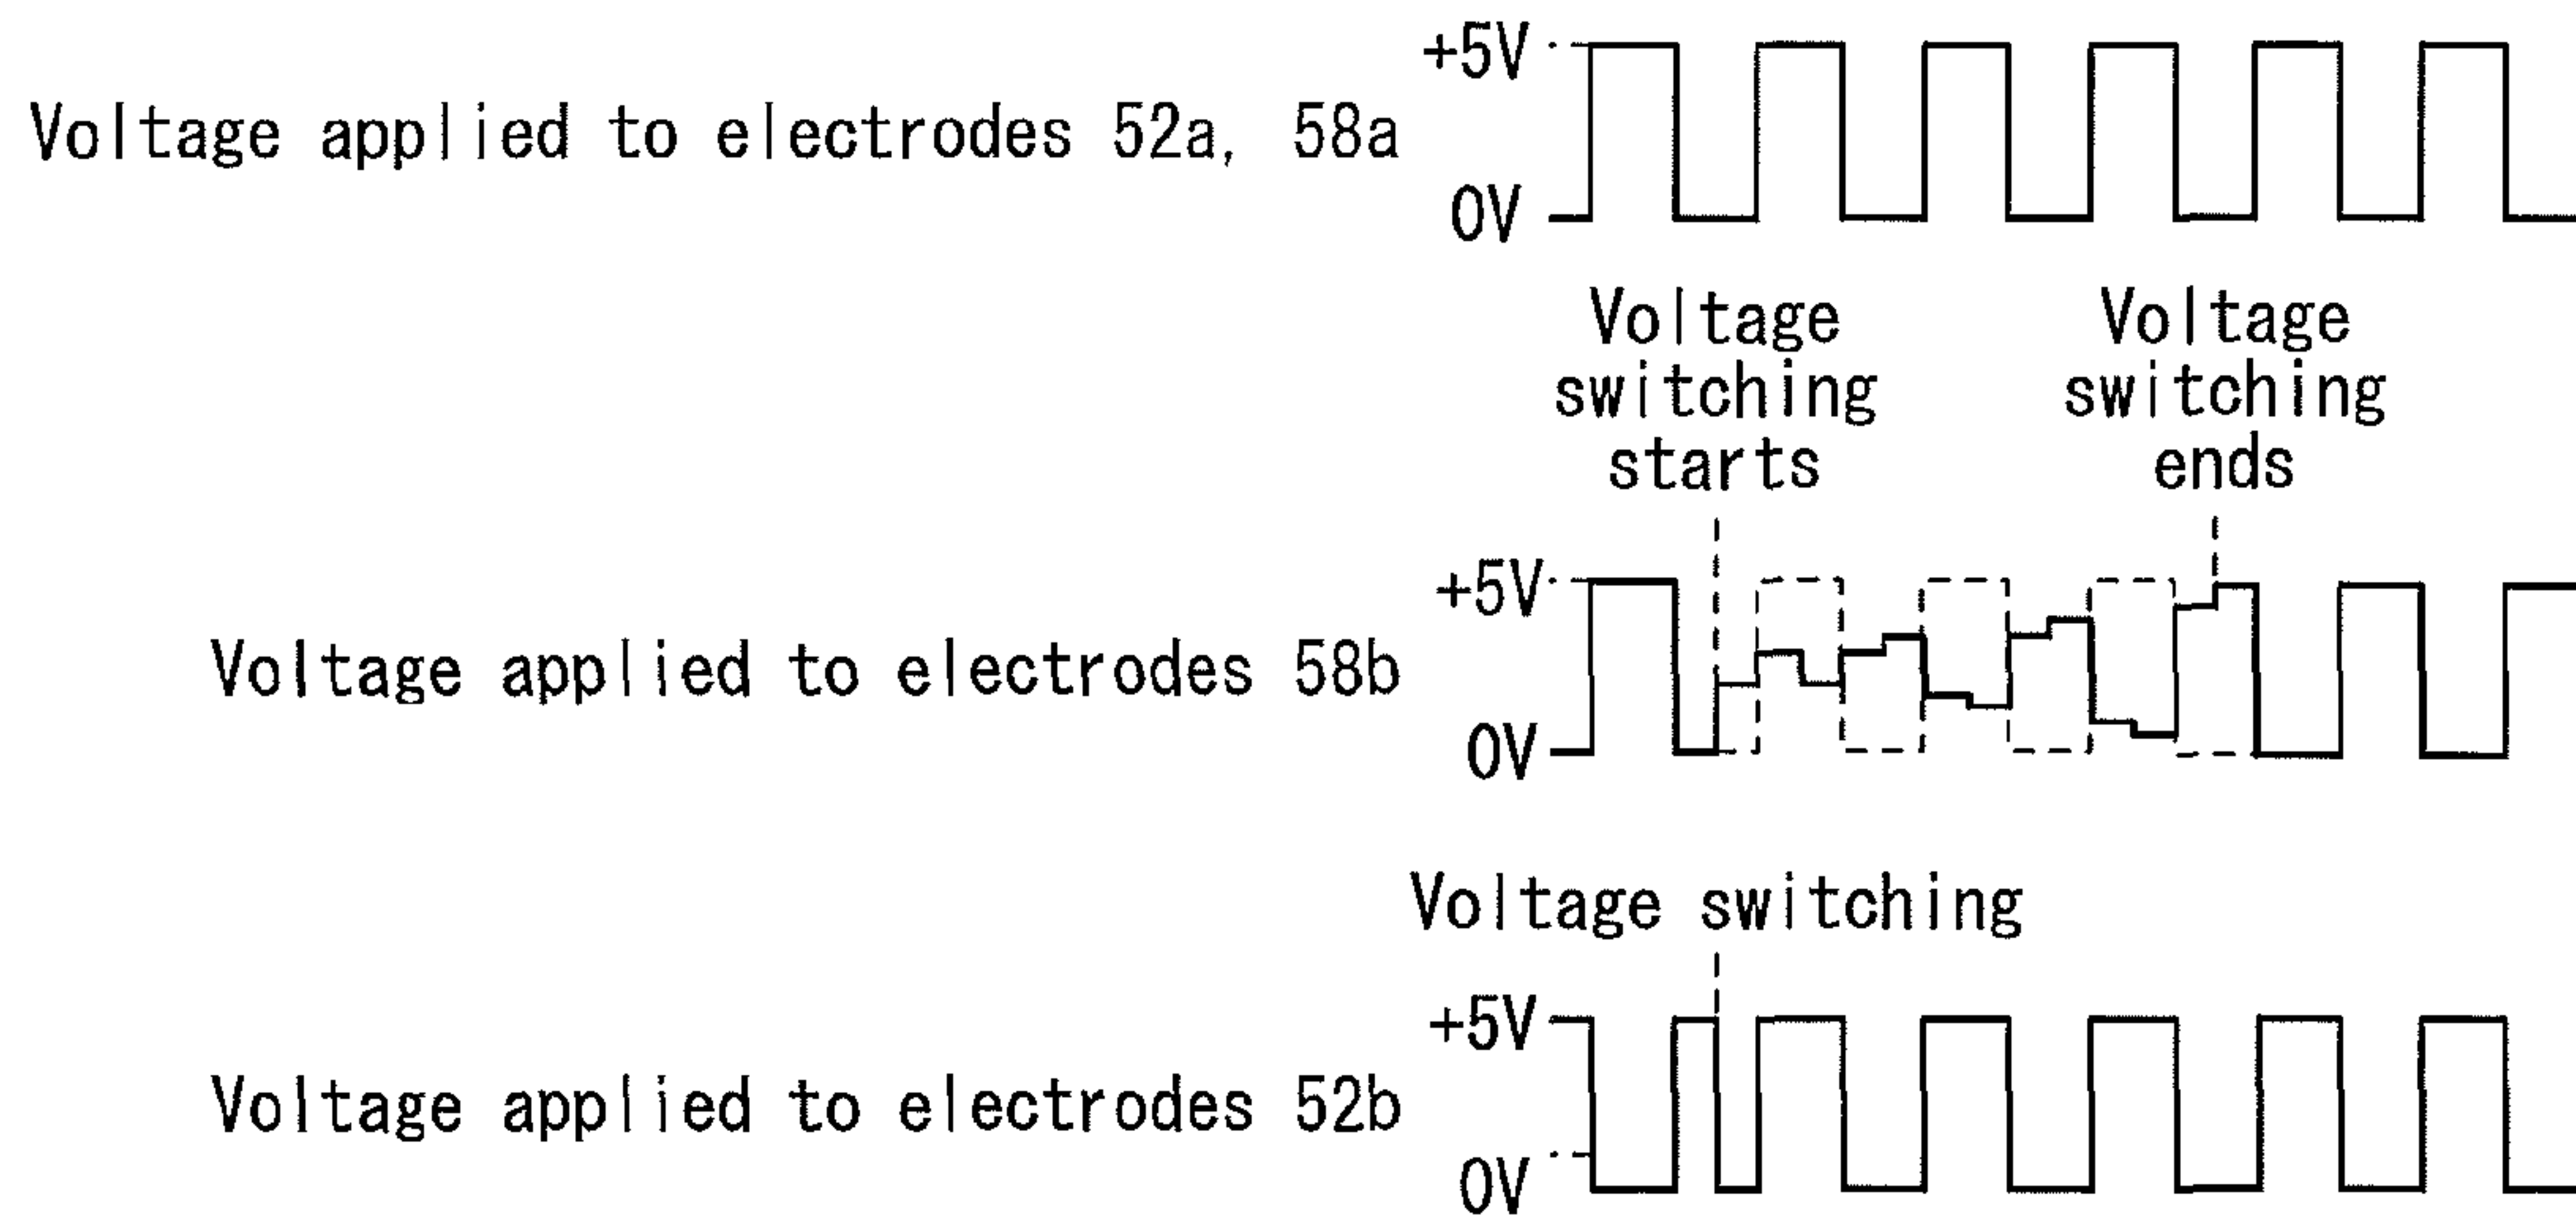 +5V
Voltage applied to electrodes 52a, 58a
0V
Voltage
switching
starts
Voltage
switching
ends
+5V
Voltage applied to electrodes 58b
0V
Voltage switching
+5V
Voltage applied to electrodes 52b
0V